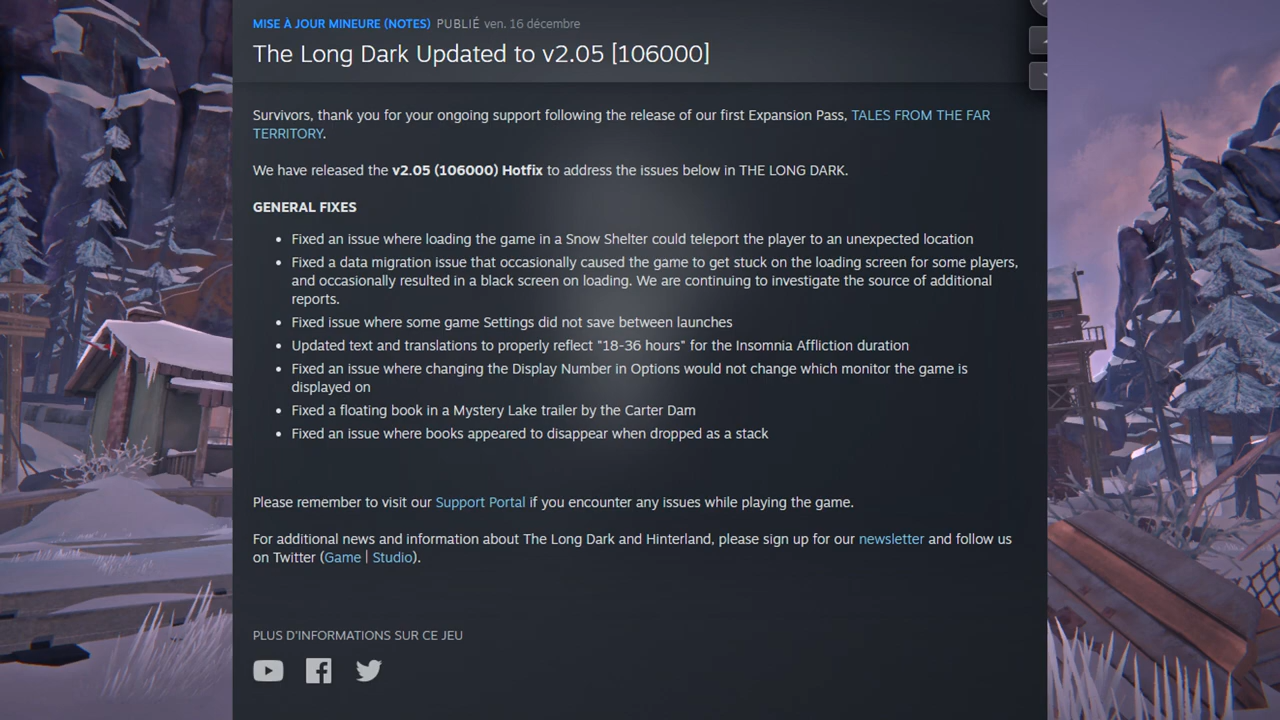 MISE À JOUR MINEURE (NOTES) PUBLIÉ ven. 16 décembre
The Long Dark Updated to v2.05 [106000]
Survivors, thank you for your ongoing support following the release of our first Expansion Pass, TALES FROM THE FAR
TERRITORY.
We have released the v2.05 (106000) Hotfix to address the issues below in THE LONG DARK.
GENERAL FIXES
• Fixed an issue where loading the game in a Snow Shelter could teleport the player to an unexpected location
• Fixed a data migration issue that occasionally caused the game to get stuck on the loading screen for some players,
and occasionally resulted in a black screen on loading. We are continuing to investigate the source of additional
reports.
• Fixed issue where some game Settings did not save between launches
• Updated text and translations to properly reflect "18-36 hours" for the Insomnia Affliction duration
• Fixed an issue where changing the Display Number in Options would not change which monitor the game is
displayed on
• Fixed a floating book in a Mystery Lake trailer by the Carter Dam
• Fixed an issue where books appeared to disappear when dropped as a stack
Please remember to visit our Support Portal if you encounter any issues while playing the game.
For additional news and information about The Long Dark and Hinterland, please sign up for our newsletter and follow us
on Twitter (Game | Studio).
PLUS D'INFORMATIONS SUR CE JEU